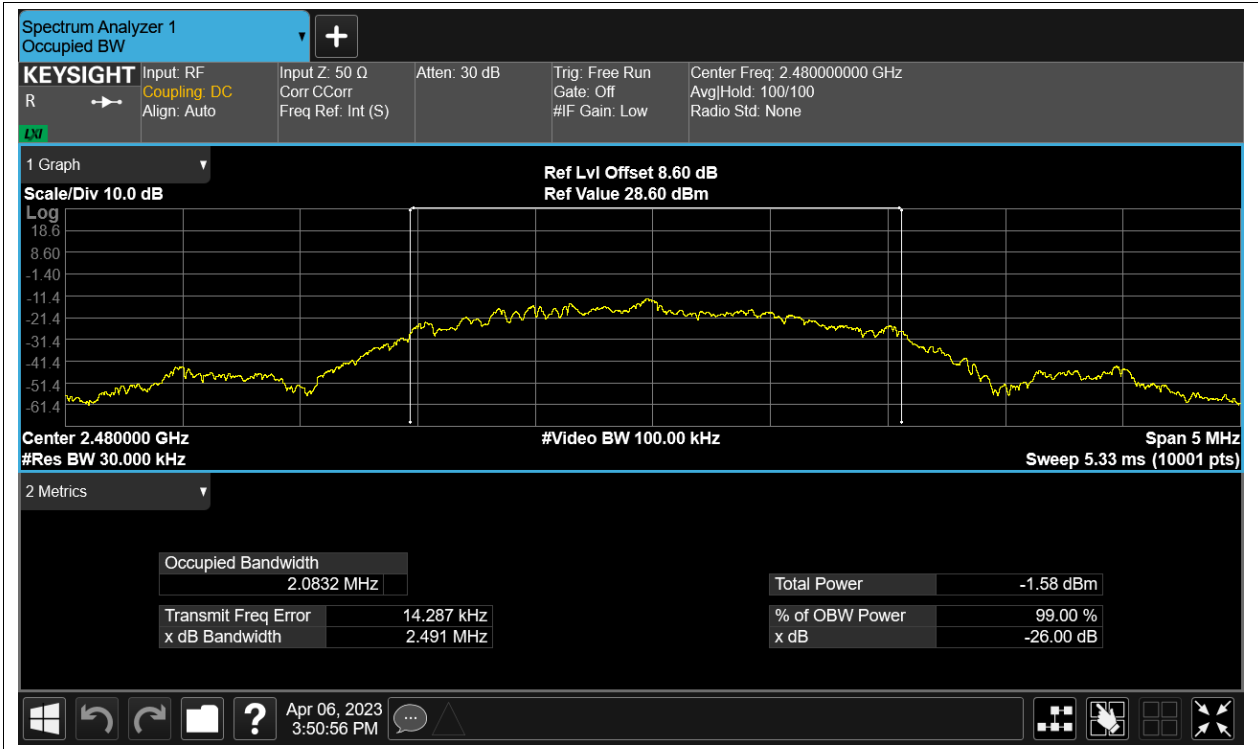 Spectrum Analyzer 1
Occupied BW
KEYSIGHT
R
LXI
Input: RF
Coupling: DC
Align: Auto
Input Z: 50 Ω
Corr CCorr
Freq Ref: Int (S)
Atten: 30 dB
Trig: Free Run
Gate: Off
#IF Gain: Low
Center Freq: 2.480000000 GHz
Avg|Hold: 100/100
Radio Std: None
1 Graph
Scale/Div 10.0 dB
Ref Lvl Offset 8.60 dB
Ref Value 28.60 dBm
Log
18.6
8.60
-1.40
-11.4
-21.4
-31.4
-41.4
-51.4
-61.4
Center 2.480000 GHz
#Res BW 30.000 kHz
#Video BW 100.00 kHz
Span 5 MHz
Sweep 5.33 ms (10001 pts)
2 Metrics
Occupied Bandwidth
2.0832 MHz
Transmit Freq Error 14.287 kHz
x dB Bandwidth 2.491 MHz
Total Power -1.58 dBm
% of OBW Power 99.00 %
x dB -26.00 dB
?
Apr 06, 2023
3:50:56 PM